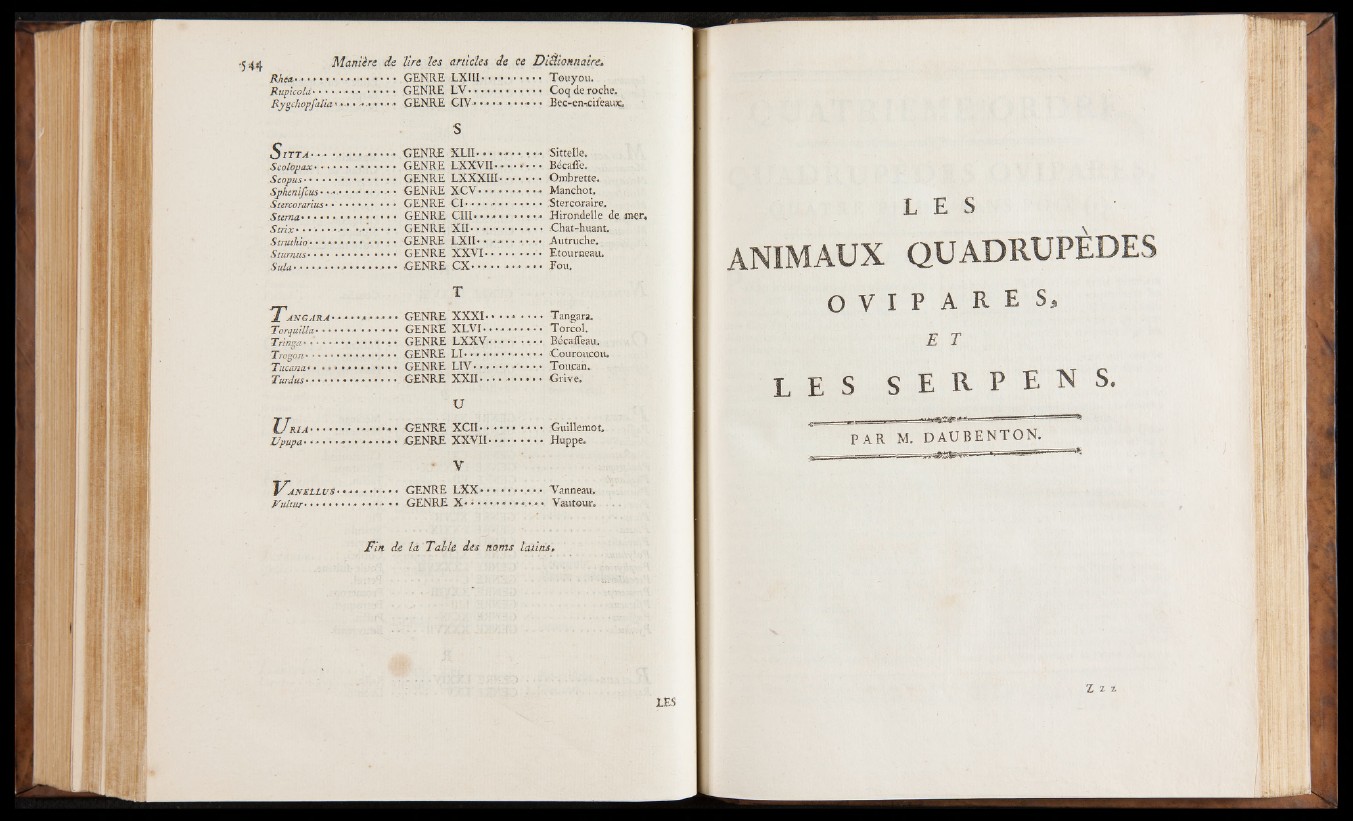 544 Manière de lire les articles de ce Dictionnaire.
Rhea ........ GENRE LXIII ........ Touyou.
Rupicola ........ GENRE LV ........ Coq de roche.
Rygchopsalia ........ GENRE CIV ........ Bec-en-ciseaux.
S
SITTA ........ GENRE XLII ........ Sittelle.
Scolopax ........ GENRE LXXVII ........ Bécasse.
Scopus ........ GENRE LXXXIII ........ Ombrette.
Spheniscus ........ GENRE XCV ........ Manchot.
Stercorarius ........ GENRE CI ........ Stercoraire.
Sterna ........ GENRE CIII ........ Hirondelle de mer.
Strix ........ GENRE XII ........ Chat-huant.
Struthio ........ GENRE LXII ........ Autruche.
Sturnus ........ GENRE XXVI ........ Etourneau.
Sula ........ GENRE CX ........ Fou.
T
TANGARA ........ GENRE XXXI ........ Tangara.
Torquilla ........ GENRE XLVI ........ Torcol.
Tringa ........ GENRE LXXV ........ Bécasseau.
Trogon ........ GENRE LI ........ Couroucou.
Tucana ........ GENRE LIV ........ Toucan.
Turdus ........ GENRE XXII ........ Grive.
U
URIA ........ GENRE XCII ........ Guillemot.
Upupa ........ GENRE XXVII ........ Huppe.
V
VANELLUS ........ GENRE LXX ........ Vanneau.
Vultur ........ GENRE X ........ Vautour.
Fin de la Table des noms latins.
LES
LES
ANIMAUX QUADRUPÈDES
OVIPARES,
ET
LES SERPENS.
PAR M. DAUBENTON.
Z z z